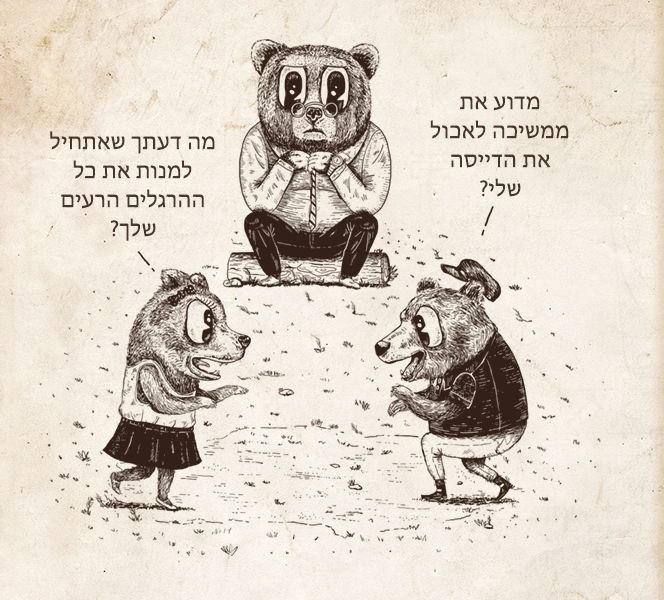 מדוע את
ממשיכה לאכול
את הדייסה
שלי?
מה דעתך שאתחיל
למנות את כל
ההרגלים הרעים
שלך?